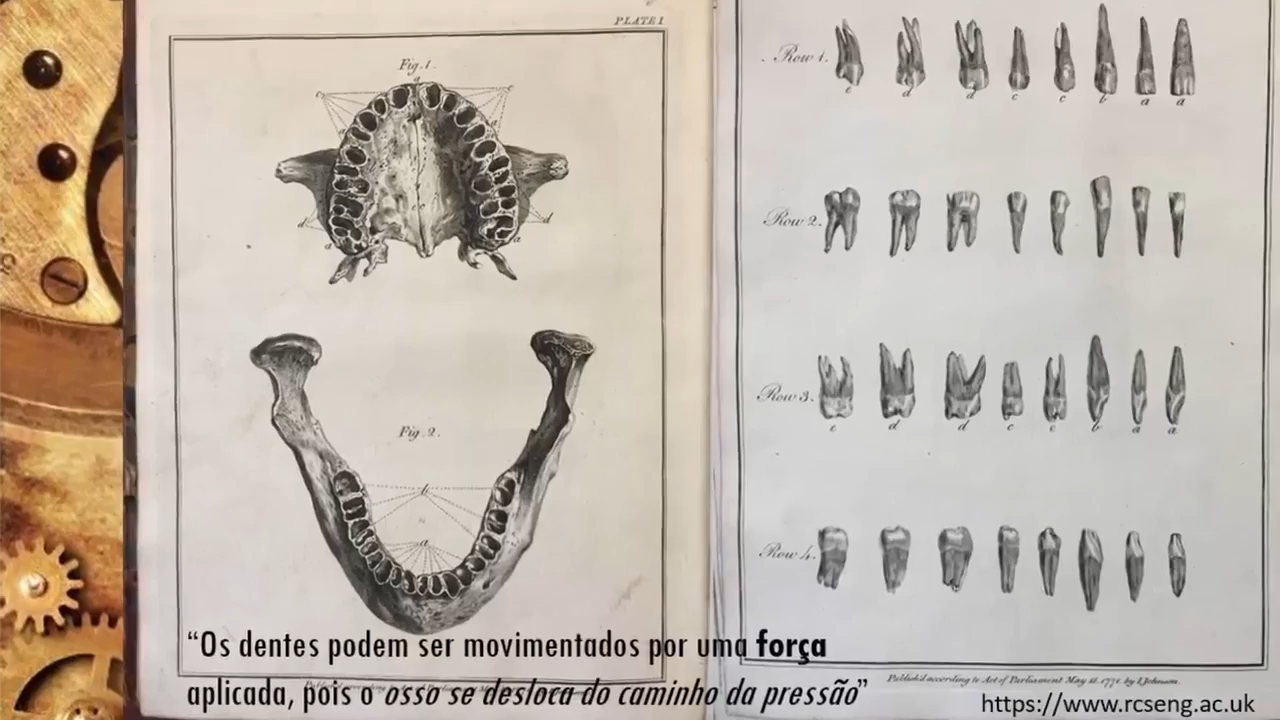 PLATE I
Fig. 1.
a
c
c
a
c
d
d
a
a
Fig. 2.
b
a
Row 1.
e d d c c b a a
Row 2.
Row 3.
e d d c c b a a
Row 4.
Publish'd according to Act of Parliament May 18. 1771. by I. Johnson.
“Os dentes podem ser movimentados por uma força
aplicada, pois o osso se desloca do caminho da pressão”
https://www.rcseng.ac.uk